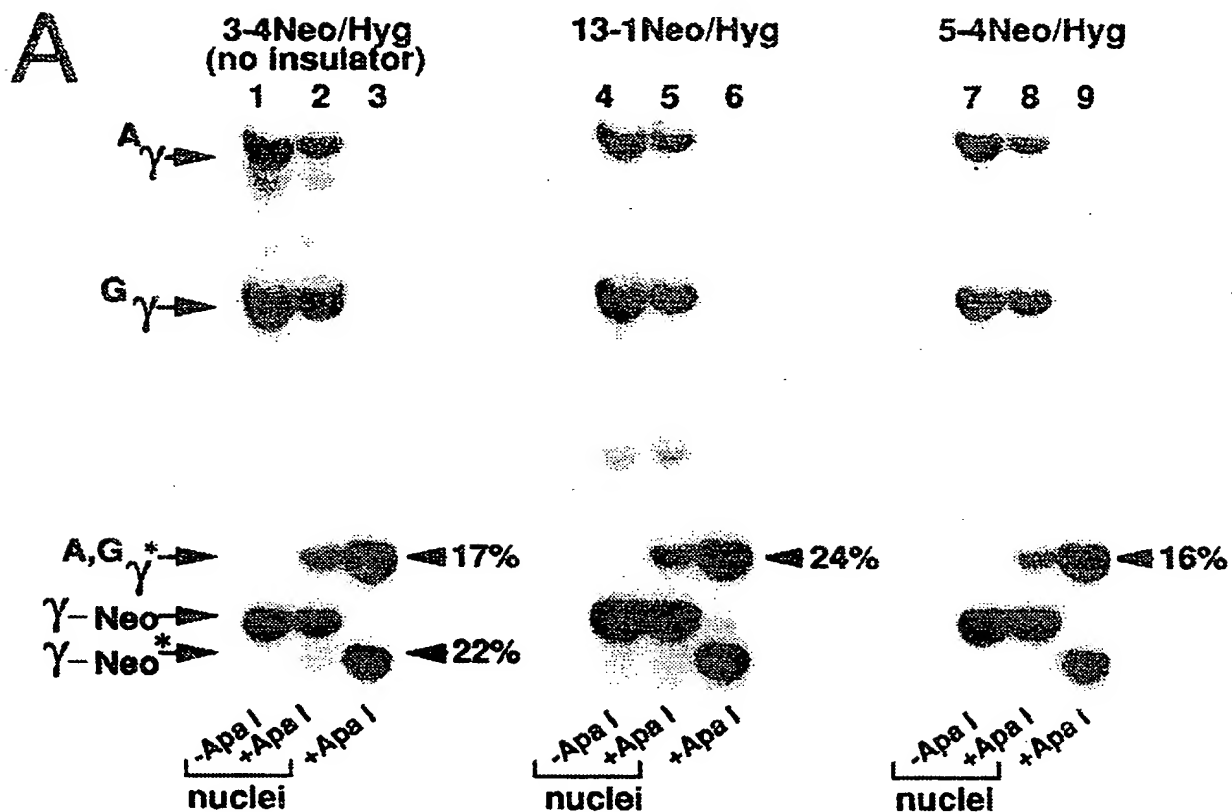 A
3-4Neo/Hyg 13-1Neo/Hyg 5-4Neo/Hyg
(no insulator)
1 2 3 4 5 6 7 8 9
Aγ
Gγ
A,Gγ* 17% 24% 16%
γ-Neo
γ-Neo* 22%
-Apa I +Apa I +Apa I -Apa I +Apa I +Apa I -Apa I +Apa I +Apa I
nuclei nuclei nuclei